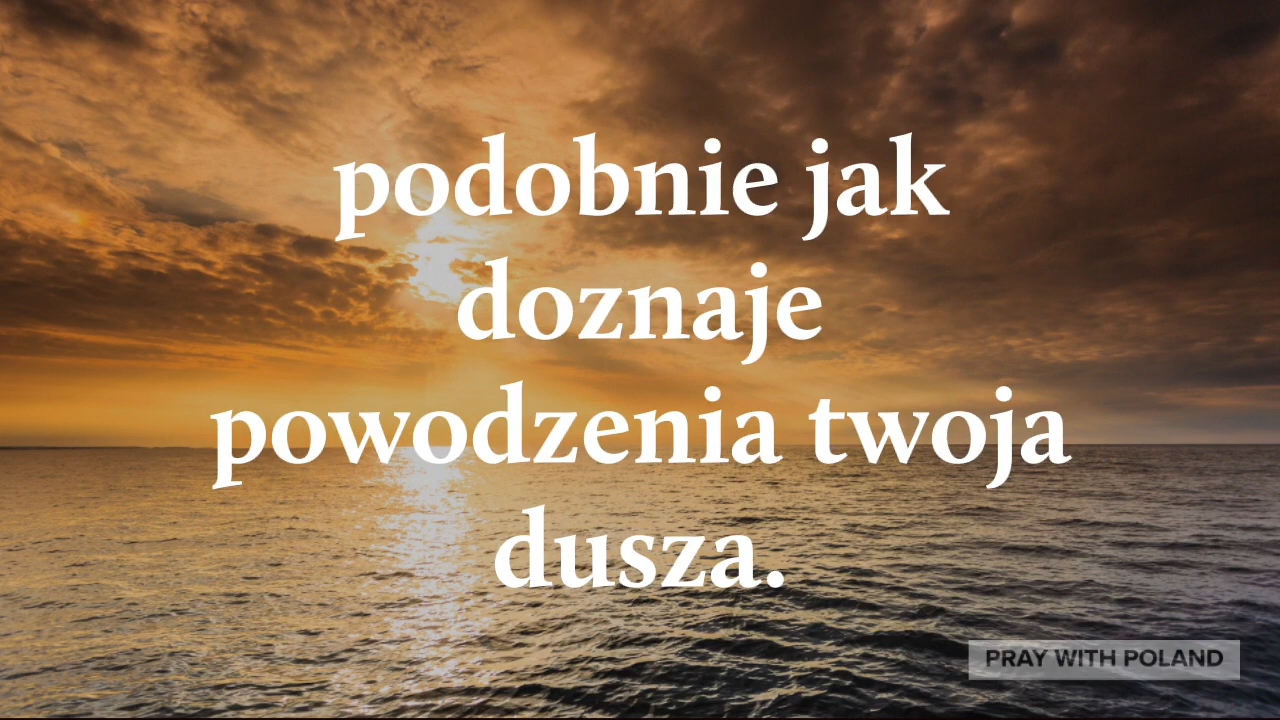 podobnie jak
doznaje
powodzenia twoja
dusza.
PRAY WITH POLAND